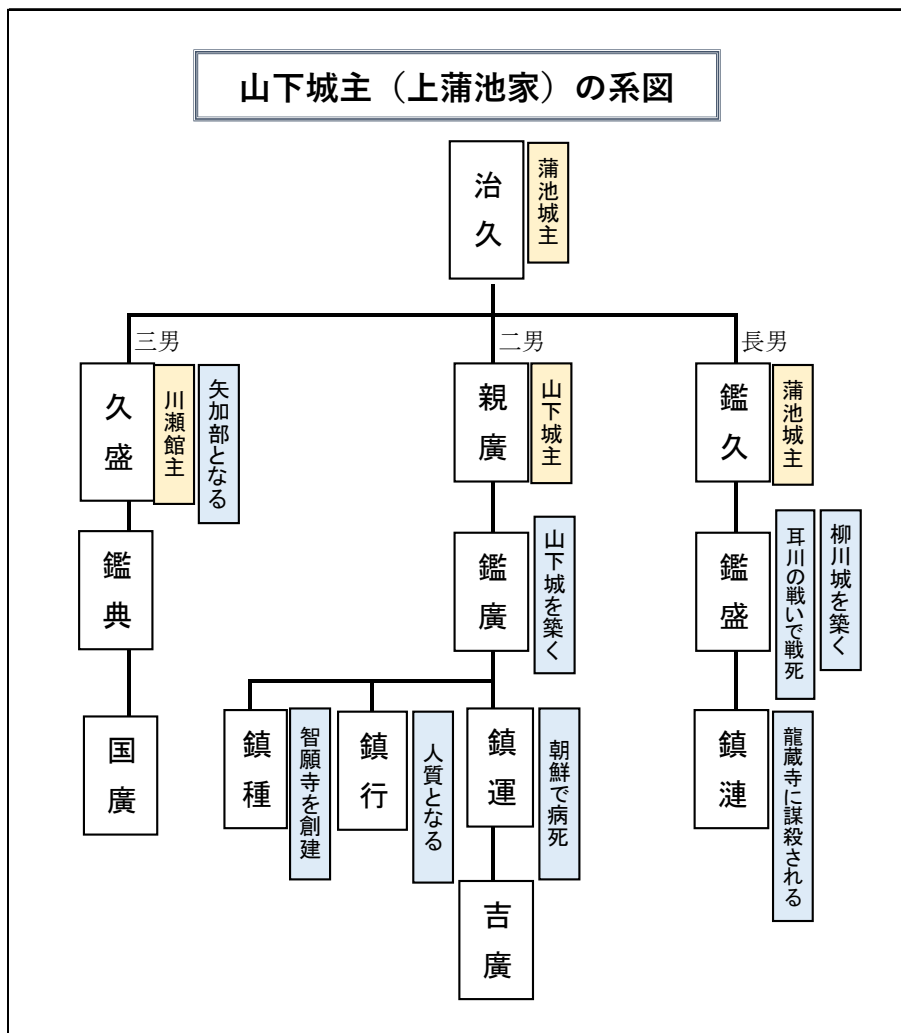 山下城主（上蒲池家）の系図
治久
蒲池城主
長男
鑑久
蒲池城主
鑑盛
柳川城を築く
耳川の戦いで戦死
鎮漣
龍蔵寺に謀殺される
二男
親廣
山下城主
鑑廣
山下城を築く
鎮運
朝鮮で病死
吉廣
鎮行
人質となる
鎮種
智願寺を創建
三男
久盛
矢加部となる
川瀬館主
鑑典
国廣